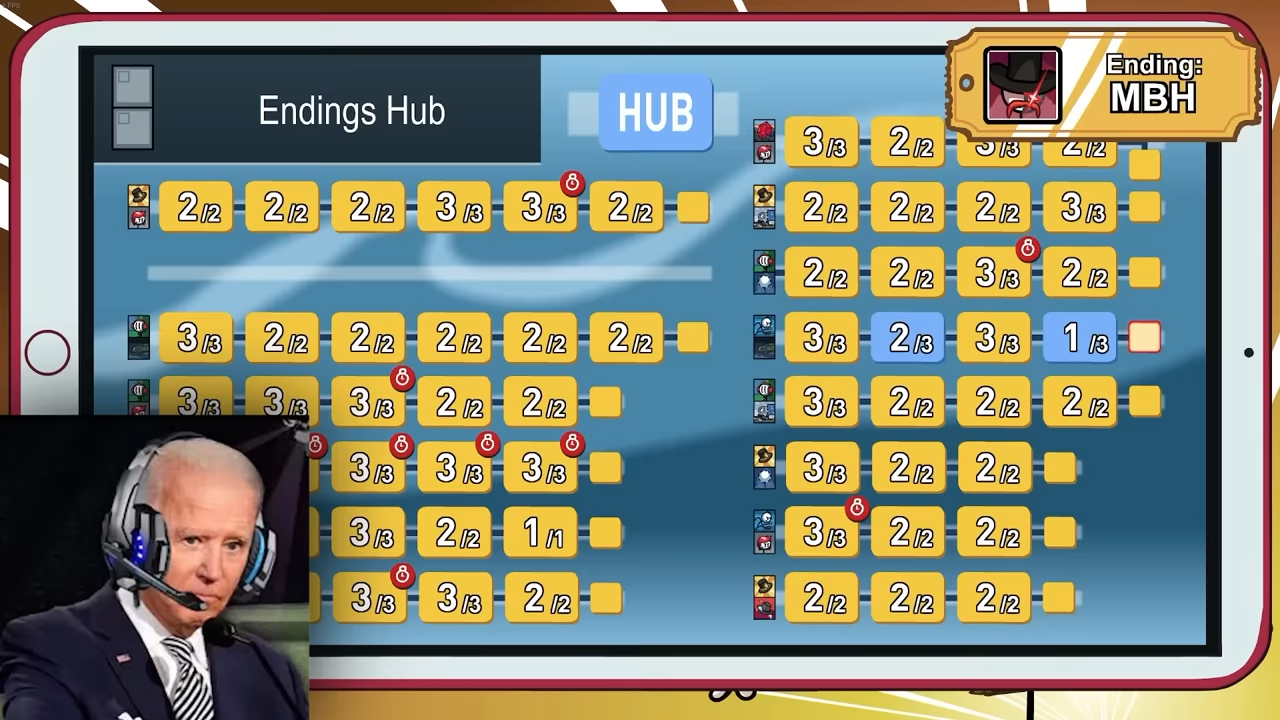 FPS
Endings Hub
HUB
Ending:
MBH
3/3 2/2 3/3 2/2
2/2 2/2 2/2 3/3 3/3 2/2
2/2 2/2 2/2 3/3
2/2 2/2 3/3 2/2
3/3 2/2 2/2 2/2 2/2 2/2
3/3 2/3 3/3 1/3
3/3 3/3 3/3 2/2 2/2
3/3 2/2 2/2 2/2
3/3 3/3 3/3
3/3 2/2 2/2
3/3 2/2 1/1
3/3 2/2 2/2
3/3 3/3 2/2
2/2 2/2 2/2